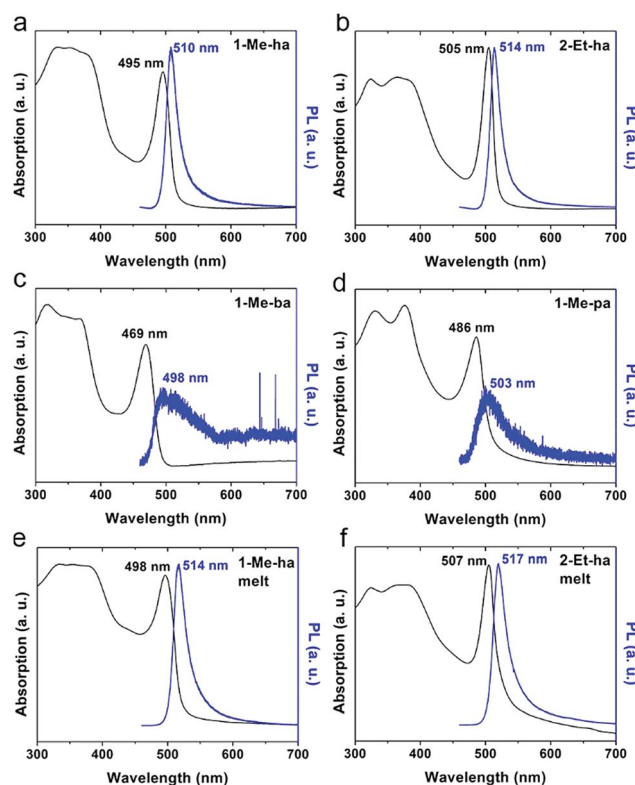 a
1-Me-ha
495 nm
510 nm
Absorption (a. u.)
PL (a. u.)
300 400 500 600 700
Wavelength (nm)
b
2-Et-ha
505 nm
514 nm
Absorption (a. u.)
PL (a. u.)
300 400 500 600 700
Wavelength (nm)
c
1-Me-ba
469 nm
498 nm
Absorption (a. u.)
PL (a. u.)
300 400 500 600 700
Wavelength (nm)
d
1-Me-pa
486 nm
503 nm
Absorption (a. u.)
PL (a. u.)
300 400 500 600 700
Wavelength (nm)
e
1-Me-ha
melt
498 nm
514 nm
Absorption (a. u.)
PL (a. u.)
300 400 500 600 700
Wavelength (nm)
f
2-Et-ha
melt
507 nm
517 nm
Absorption (a. u.)
PL (a. u.)
300 400 500 600 700
Wavelength (nm)